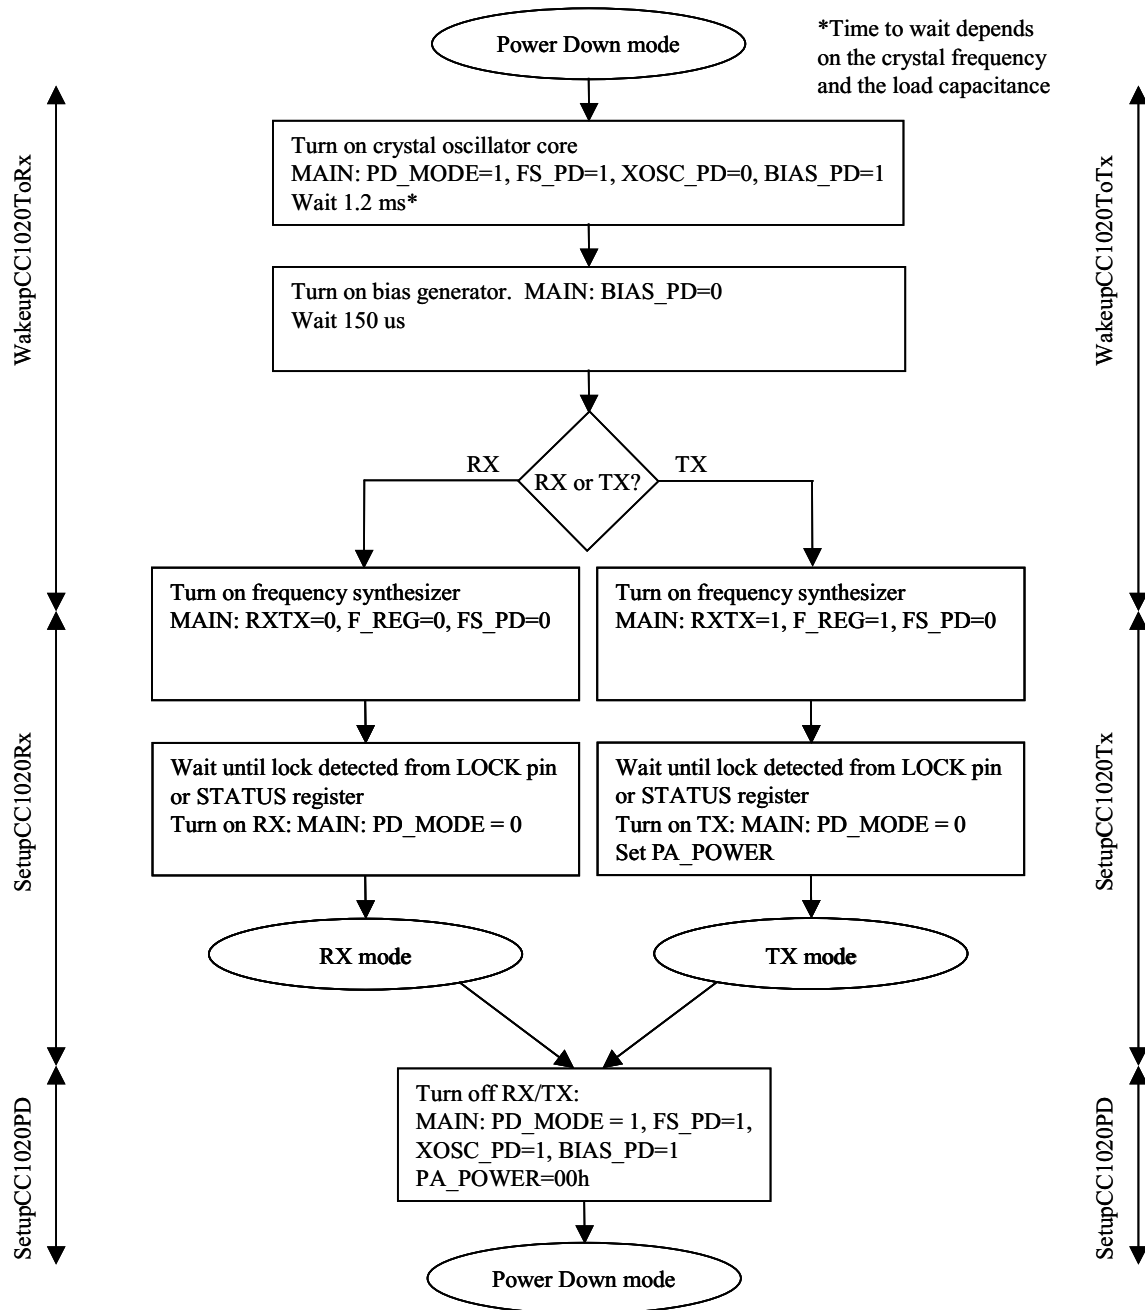 Power Down mode
*Time to wait depends
on the crystal frequency
and the load capacitance
WakeupCC1020ToRx
WakeupCC1020ToTx
Turn on crystal oscillator core
MAIN: PD_MODE=1, FS_PD=1, XOSC_PD=0, BIAS_PD=1
Wait 1.2 ms*
Turn on bias generator.  MAIN: BIAS_PD=0
Wait 150 us
RX
RX or TX?
TX
Turn on frequency synthesizer
MAIN: RXTX=0, F_REG=0, FS_PD=0
Turn on frequency synthesizer
MAIN: RXTX=1, F_REG=1, FS_PD=0
SetupCC1020Rx
SetupCC1020Tx
Wait until lock detected from LOCK pin
or STATUS register
Turn on RX: MAIN: PD_MODE = 0
Wait until lock detected from LOCK pin
or STATUS register
Turn on TX: MAIN: PD_MODE = 0
Set PA_POWER
RX mode
TX mode
SetupCC1020PD
SetupCC1020PD
Turn off RX/TX:
MAIN: PD_MODE = 1, FS_PD=1,
XOSC_PD=1, BIAS_PD=1
PA_POWER=00h
Power Down mode